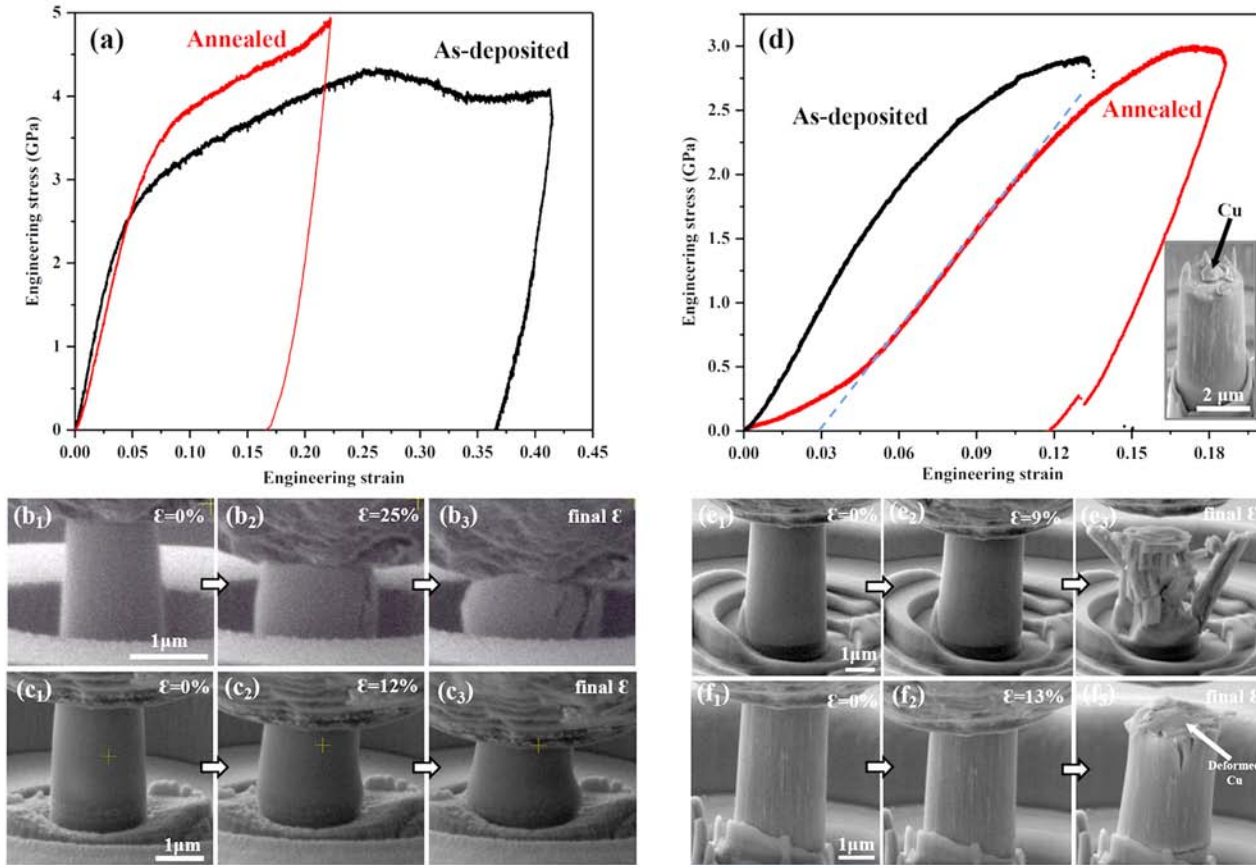 (a)
Annealed
As-deposited
Engineering stress (GPa)
5
4
3
2
1
0
0.00 0.05 0.10 0.15 0.20 0.25 0.30 0.35 0.40 0.45
Engineering strain
(d)
As-deposited
Annealed
Cu
2 μm
Engineering stress (GPa)
3.0
2.5
2.0
1.5
1.0
0.5
0.0
0.00 0.03 0.06 0.09 0.12 0.15 0.18
Engineering strain
(b1) ε=0%
1μm
(b2) ε=25%
(b3) final ε
(c1) ε=0%
1μm
(c2) ε=12%
(c3) final ε
(e1) ε=0%
(e2) ε=9%
(e3) final ε
1μm
(f1) ε=0%
(f2) ε=13%
(f3) final ε
Deformed
Cu
1μm